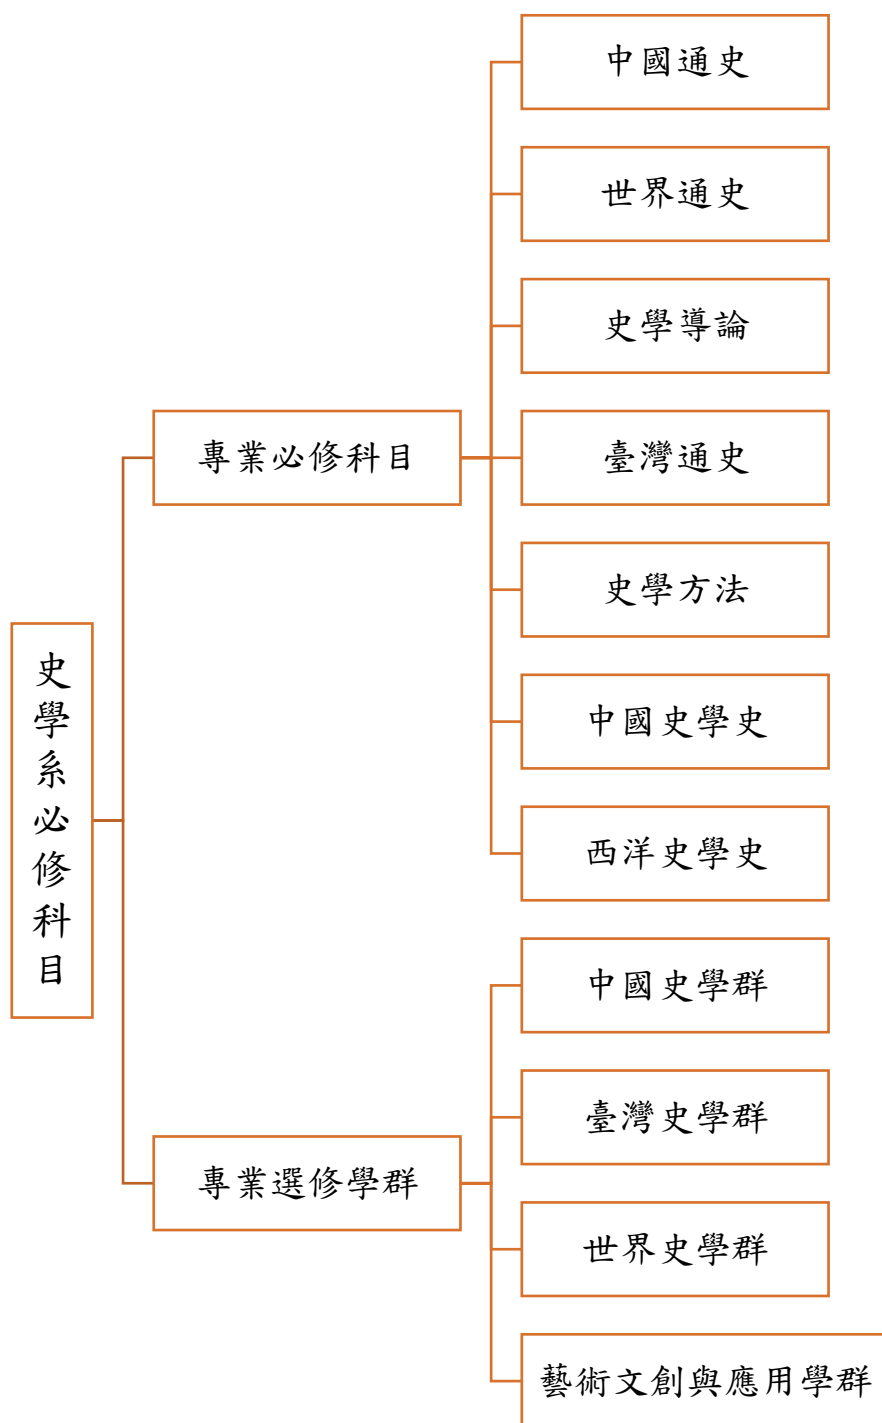 史學系必修科目
專業必修科目
中國通史
世界通史
史學導論
臺灣通史
史學方法
中國史學史
西洋史學史
專業選修學群
中國史學群
臺灣史學群
世界史學群
藝術文創與應用學群